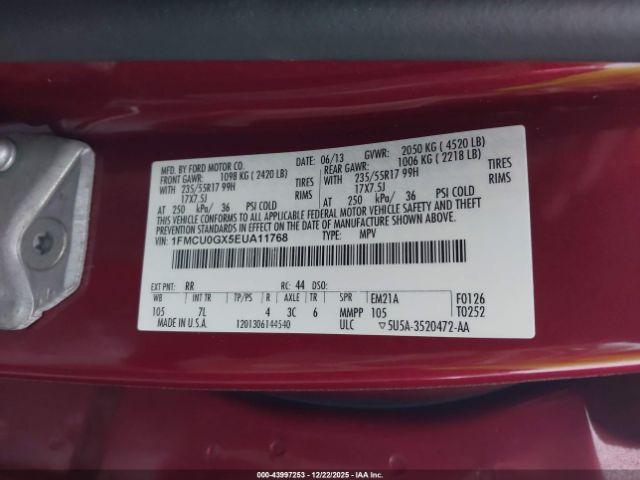 MFD. BY FORD MOTOR CO. 06/13 GVWR: 2050 KG ( 4520 LB)
FRONT GAWR: 1098 KG ( 2420 LB) REAR GAWR: 1006 KG ( 2218 LB)
WITH WITH
235/55R17 99H TIRES 235/55R17 99H TIRES
17X7.5J RIMS 17X7.5J RIMS
AT 250 kPa/ 36 PSI COLD AT 250 kPa/ 36 PSI COLD
THIS VEHICLE CONFORMS TO ALL APPLICABLE FEDERAL MOTOR VEHICLE SAFETY AND THEFT
PREVENTION STANDARDS IN EFFECT ON THE DATE OF MANUFACTURE SHOWN ABOVE.
VIN: 1FMCU0GX5EUA11768 TYPE: MPV
EXT PNT: RR RC: 44 DSO:
WB INT TR TP/PS R AXLE TR SPR EM21A F0126
105 7L 4 3C 6 MMPP 105 T0252
MADE IN U.S.A. 1201306144540 ULC 5U5A-3520472-AA
000-43997253 - 12/22/2025 - IAA Inc.